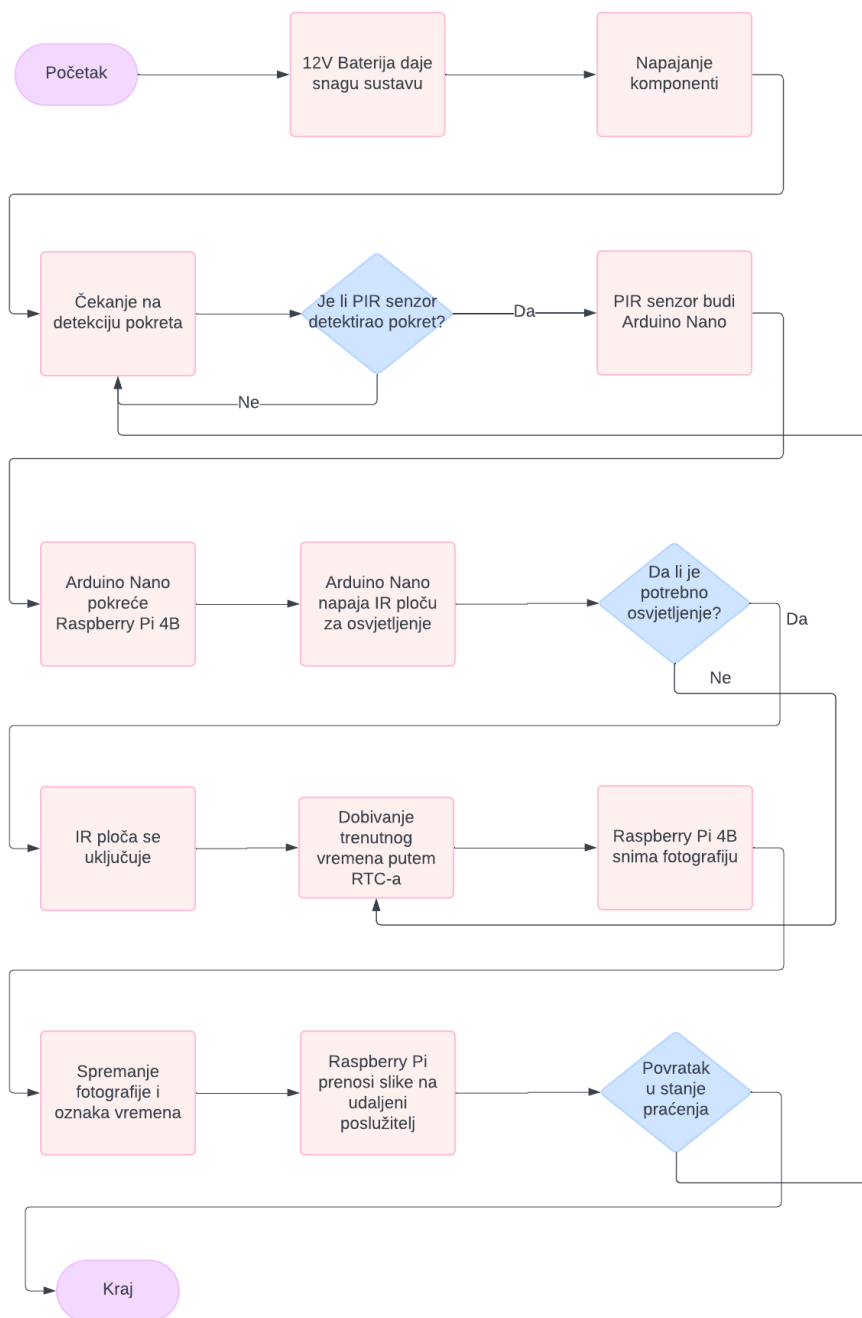 Početak
12V Baterija daje
snagu sustavu
Napajanje
komponenti
Čekanje na
detekciju pokreta
Je li PIR senzor
detektirao pokret?
Da
PIR senzor budi
Arduino Nano
Ne
Arduino Nano
pokreće
Raspberry Pi 4B
Arduino Nano
napaja IR ploču
za osvjetljenje
Da li je
potrebno
osvjetljenje?
Da
Ne
IR ploča se
uključuje
Dobivanje
trenutnog
vremena putem
RTC-a
Raspberry Pi 4B
snima fotografiju
Spremanje
fotografije i
oznaka vremena
Raspberry Pi
prenosi slike na
udaljeni
poslužitelj
Povratak
u stanje
praćenja
Kraj